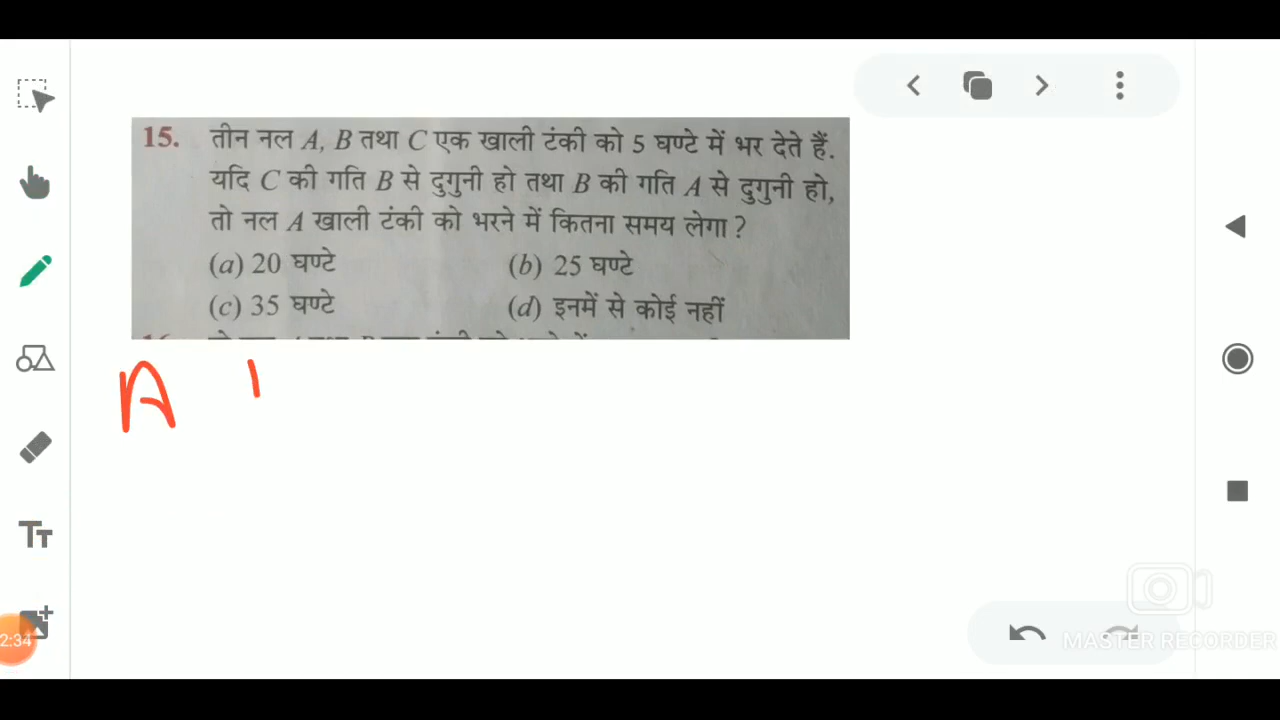 15. तीन नल A, B तथा C एक खाली टंकी को 5 घण्टे में भर देते हैं.
यदि C की गति B से दुगुनी हो तथा B की गति A से दुगुनी हो,
तो नल A खाली टंकी को भरने में कितना समय लेगा ?
(a) 20 घण्टे (b) 25 घण्टे
(c) 35 घण्टे (d) इनमें से कोई नहीं
A
TT
2:34
MASTER RECORDER